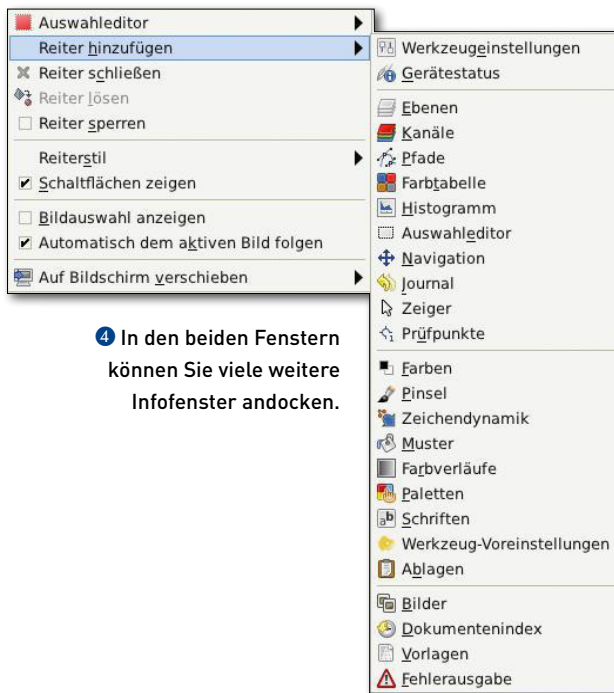 Auswahleditor
Reiter hinzufügen
Reiter schließen
Reiter lösen
Reiter sperren
Reiterstil
Schaltflächen zeigen
Bildauswahl anzeigen
Automatisch dem aktiven Bild folgen
Auf Bildschirm verschieben
4 In den beiden Fenstern
können Sie viele weitere
Infofenster andocken.
Werkzeugeinstellungen
Gerätestatus
Ebenen
Kanäle
Pfade
Farbtabelle
Histogramm
Auswahleditor
Navigation
Journal
Zeiger
Prüfpunkte
Farben
Pinsel
Zeichendynamik
Muster
Farbverläufe
Paletten
Schriften
Werkzeug-Voreinstellungen
Ablagen
Bilder
Dokumentenindex
Vorlagen
Fehlerausgabe